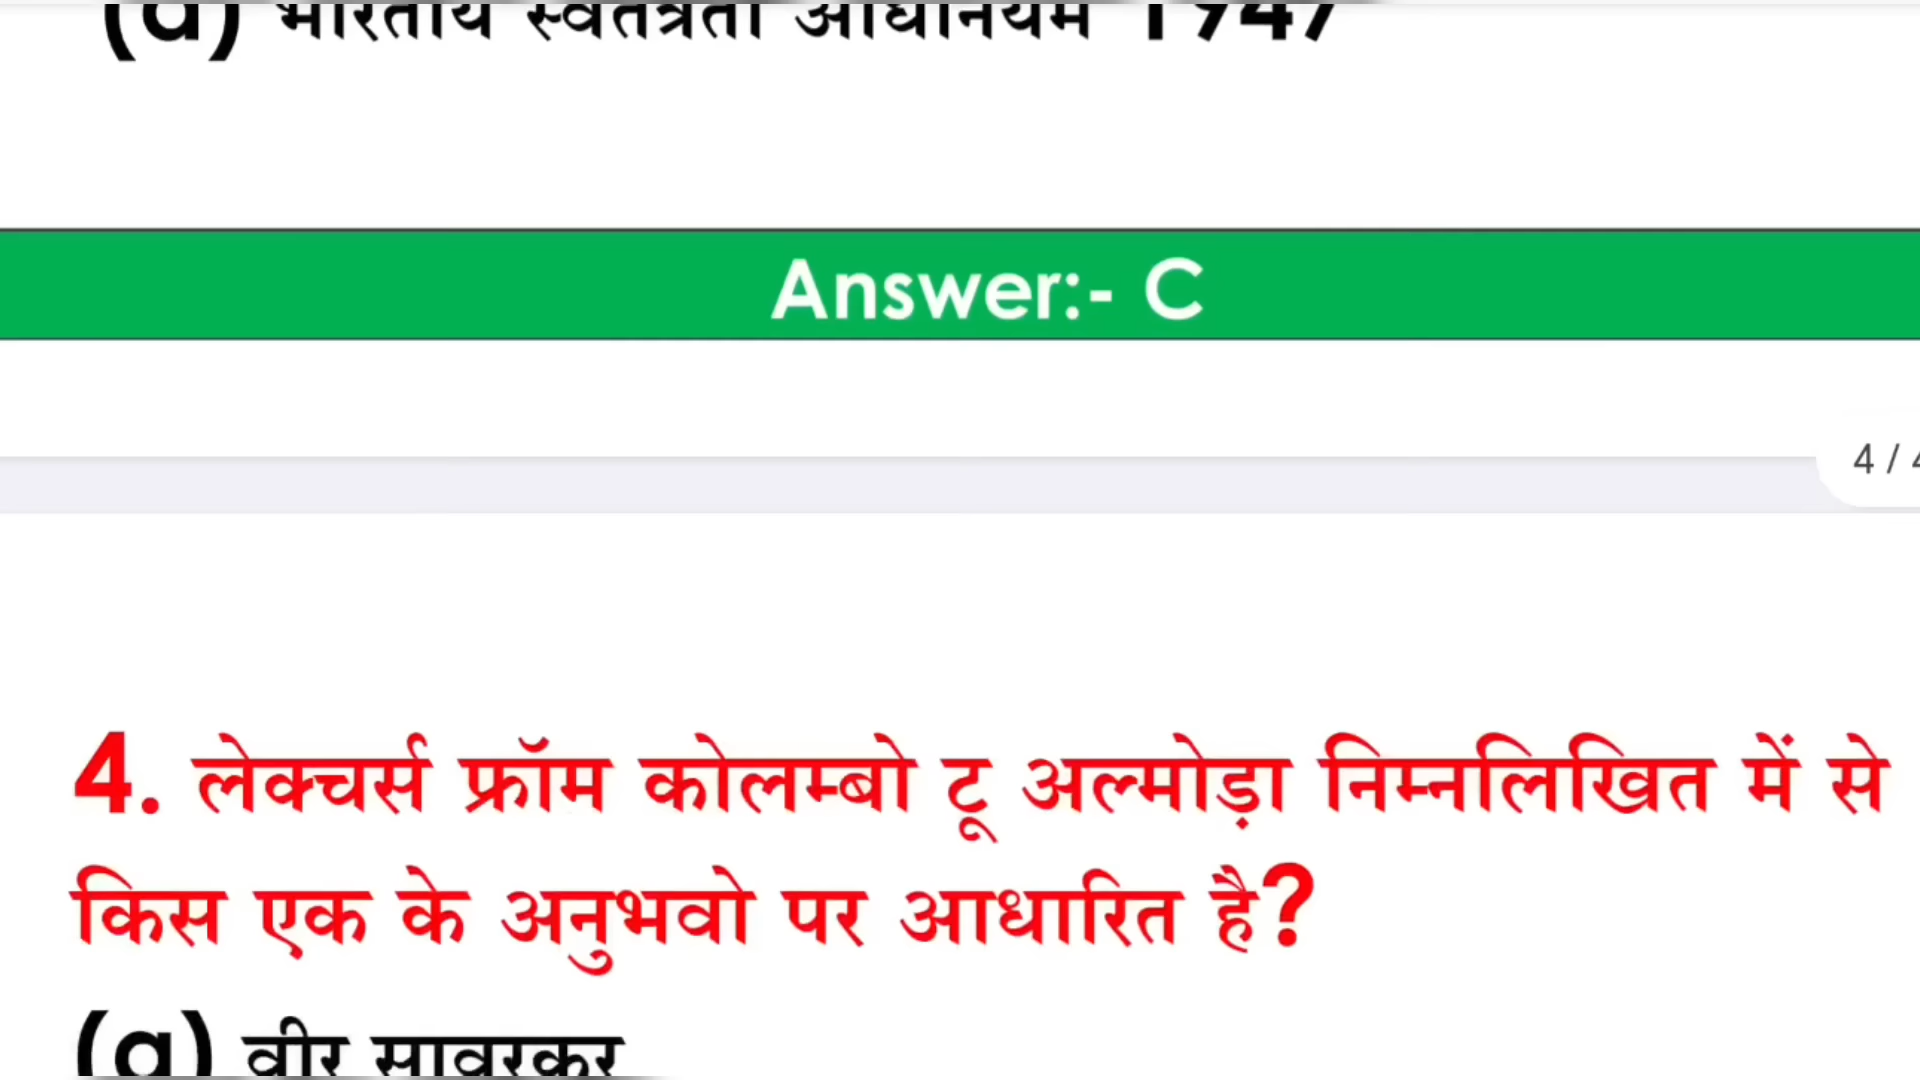 (d) भारतीय स्वतंत्रता अधिनियम 1947
Answer:- C
4 / 4
4. लेक्चर्स फ्रॉम कोलम्बो टू अल्मोड़ा निम्नलिखित में से
किस एक के अनुभवो पर आधारित है?
(a) वीर सावरकर